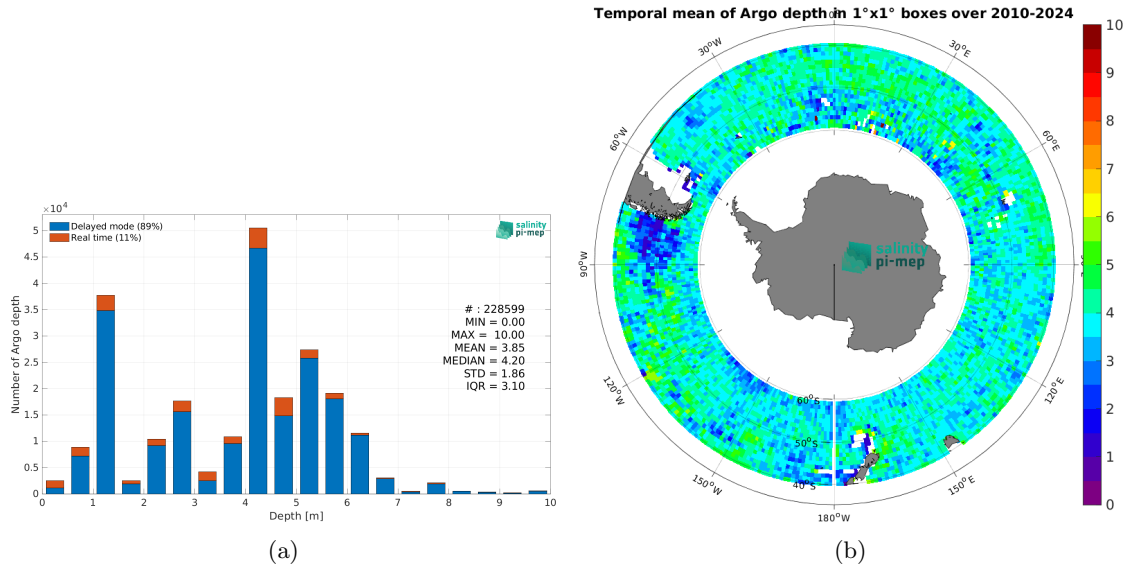 Temporal mean of Argo depth in 1°x1° boxes over 2010-2024
×10⁴
Delayed mode (89%)
Real time (11%)
salinity
pi-mep
# : 228599
MIN = 0.00
MAX = 10.00
MEAN = 3.85
MEDIAN = 4.20
STD = 1.86
IQR = 3.10
Number of Argo depth
5
4.5
4
3.5
3
2.5
2
1.5
1
0.5
0
0 1 2 3 4 5 6 7 8 9 10
Depth [m]
(a)
30°W
30°E
60°W
60°E
90°W
120°W
120°E
150°W
150°E
180°W
60°S
50°S
40°S
salinity
pi-mep
10
9
8
7
6
5
4
3
2
1
0
(b)